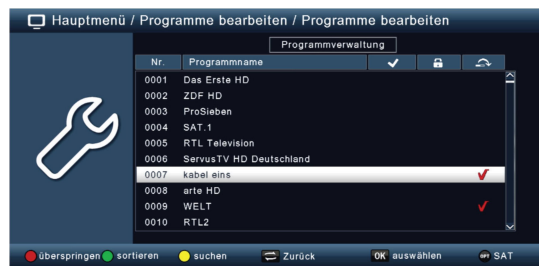 Hauptmenü / Programme bearbeiten / Programme bearbeiten
Programmverwaltung
Nr. Programmname
0001 Das Erste HD
0002 ZDF HD
0003 ProSieben
0004 SAT.1
0005 RTL Television
0006 ServusTV HD Deutschland
0007 kabel eins
0008 arte HD
0009 WELT
0010 RTL2
überspringen sortieren suchen Zurück OK auswählen OPT SAT